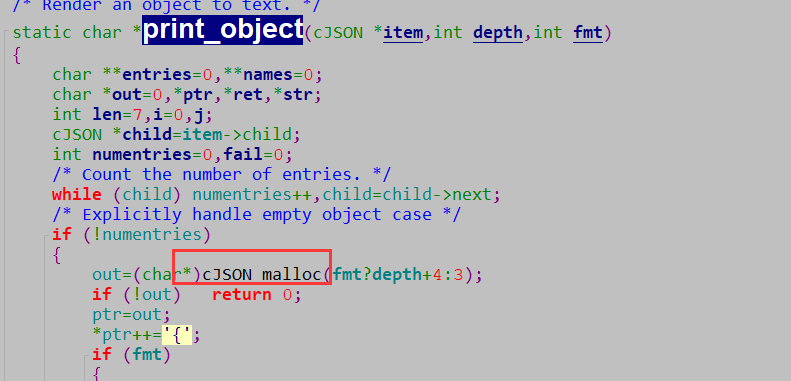 /* Render an object to text. */
static char *print_object(cJSON *item,int depth,int fmt)
{
char **entries=0,**names=0;
char *out=0,*ptr,*ret,*str;
int len=7,i=0,j;
cJSON *child=item->child;
int numentries=0,fail=0;
/* Count the number of entries. */
while (child) numentries++,child=child->next;
/* Explicitly handle empty object case */
if (!numentries)
{
out=(char*)cJSON_malloc(fmt?depth+4:3);
if (!out) return 0;
ptr=out;
*ptr++='{';
if (fmt)
{